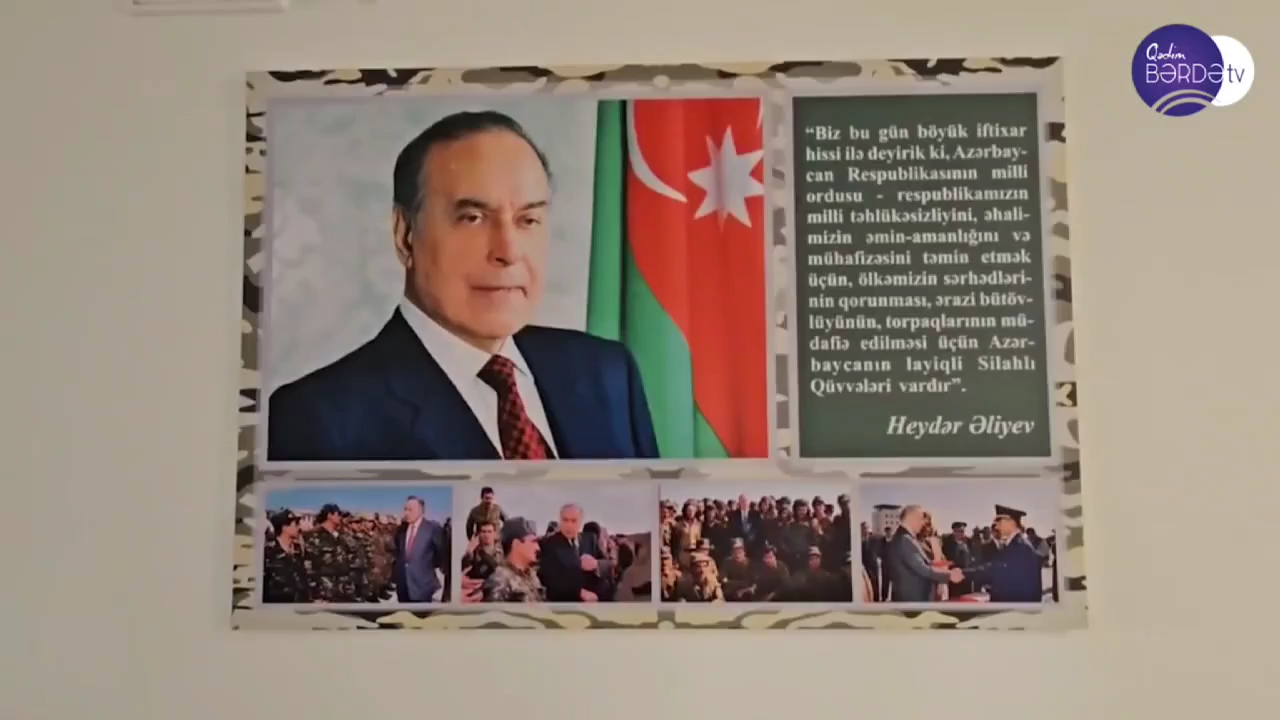 Qədim
BƏRDƏ tv
“Biz bu gün böyük iftixar
hissi ilə deyirik ki, Azərbay-
can Respublikasının milli
ordusu - respublikamızın
milli təhlükəsizliyini, əhali-
mizin əmin-amanlığını və
mühafizəsini təmin etmək
üçün, ölkəmizin sərhədləri-
nin qorunması, ərazi bütöv-
lüyünün, torpaqlarının mü-
dafiə edilməsi üçün Azər-
baycanın layiqli Silahlı
Qüvvələri vardır”.
Heydər Əliyev